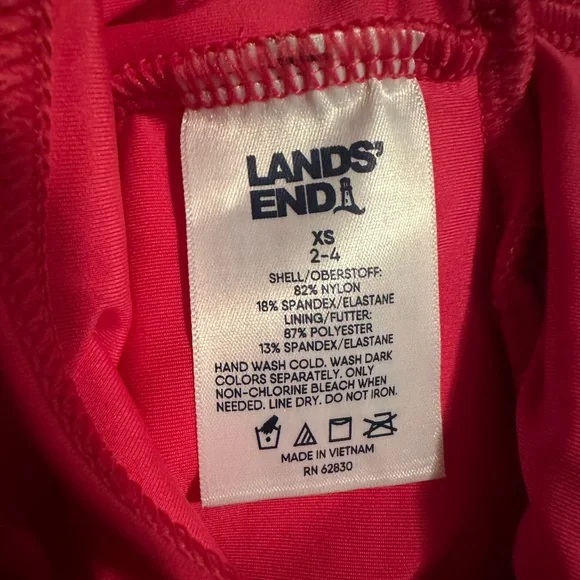 LANDS'
END
XS
2-4
SHELL/OBERSTOFF:
82% NYLON
18% SPANDEX/ELASTANE
LINING/FUTTER:
87% POLYESTER
13% SPANDEX/ELASTANE
HAND WASH COLD. WASH DARK
COLORS SEPARATELY. ONLY
NON-CHLORINE BLEACH WHEN
NEEDED. LINE DRY. DO NOT IRON.
MADE IN VIETNAM
RN 62830